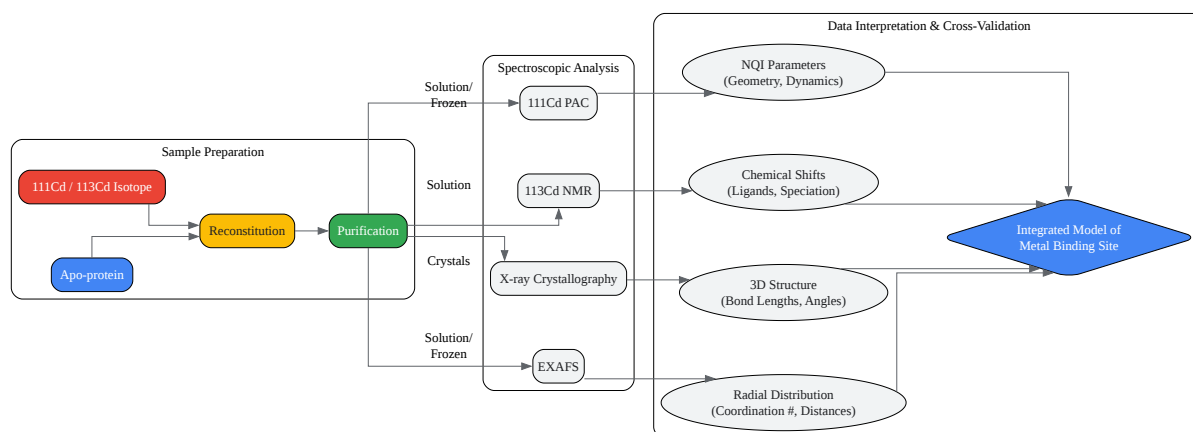 Data Interpretation & Cross-Validation
NQI Parameters
(Geometry, Dynamics)
Spectroscopic Analysis
Solution/
Frozen
111Cd PAC
Sample Preparation
111Cd / 113Cd Isotope
Solution
113Cd NMR
Chemical Shifts
(Ligands, Speciation)
Reconstitution
Purification
Integrated Model of
Metal Binding Site
Apo-protein
Crystals
X-ray Crystallography
3D Structure
(Bond Lengths, Angles)
Solution/
Frozen
EXAFS
Radial Distribution
(Coordination #, Distances)